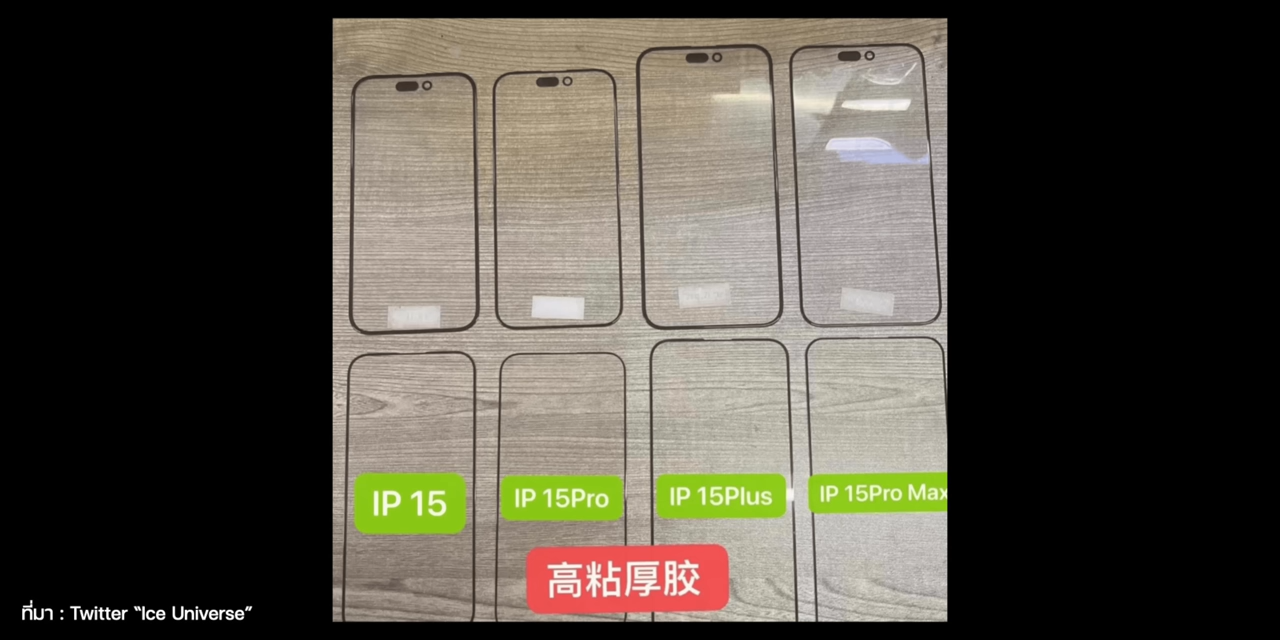 IP 15
IP 15Pro
IP 15Plus
IP 15Pro Max
高粘厚胶
ที่มา : Twitter “Ice Universe”